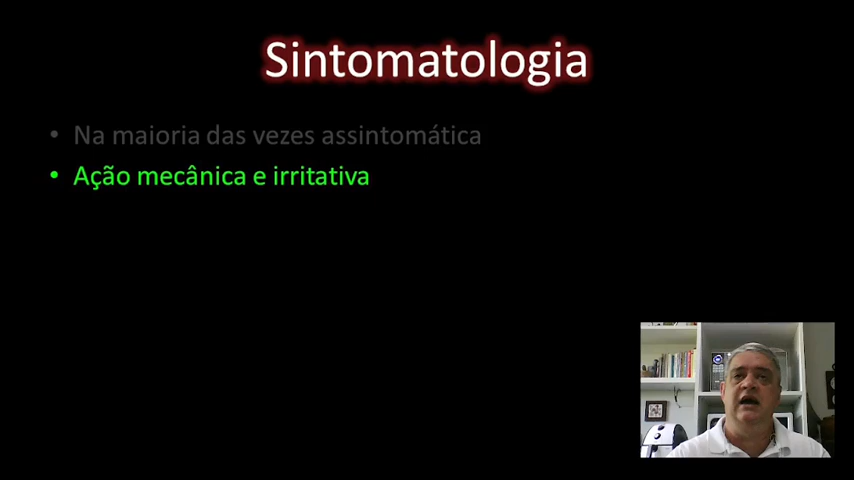 Sintomatologia
• Na maioria das vezes assintomática
• Ação mecânica e irritativa